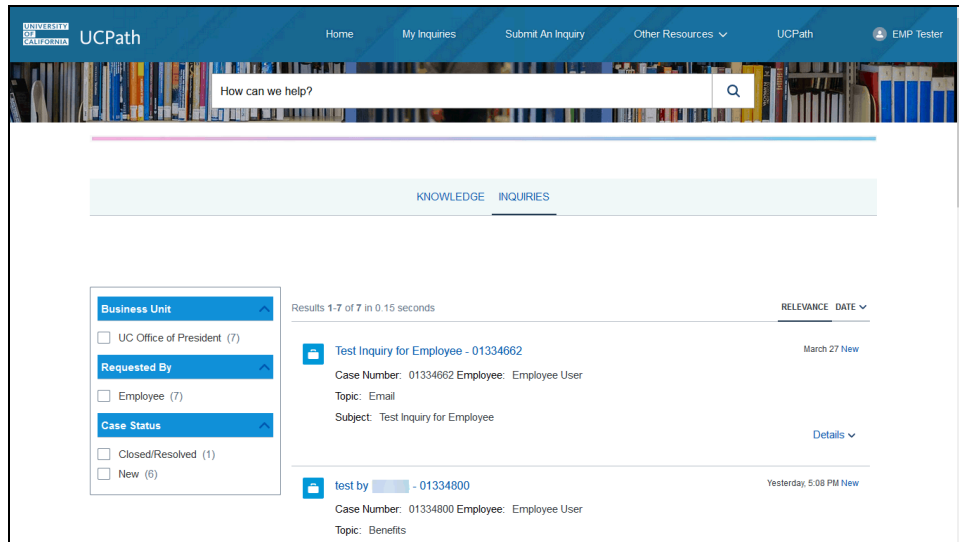 UNIVERSITY OF CALIFORNIA UCPath Home My Inquiries Submit An Inquiry Other Resources UCPath EMP Tester
How can we help?
KNOWLEDGE INQUIRIES
Business Unit
UC Office of President (7)
Requested By
Employee (7)
Case Status
Closed/Resolved (1)
New (6)
Results 1-7 of 7 in 0.15 seconds RELEVANCE DATE
Test Inquiry for Employee - 01334662 March 27 New
Case Number: 01334662 Employee: Employee User
Topic: Email
Subject: Test Inquiry for Employee
Details
test by - 01334800 Yesterday, 5:08 PM New
Case Number: 01334800 Employee: Employee User
Topic: Benefits